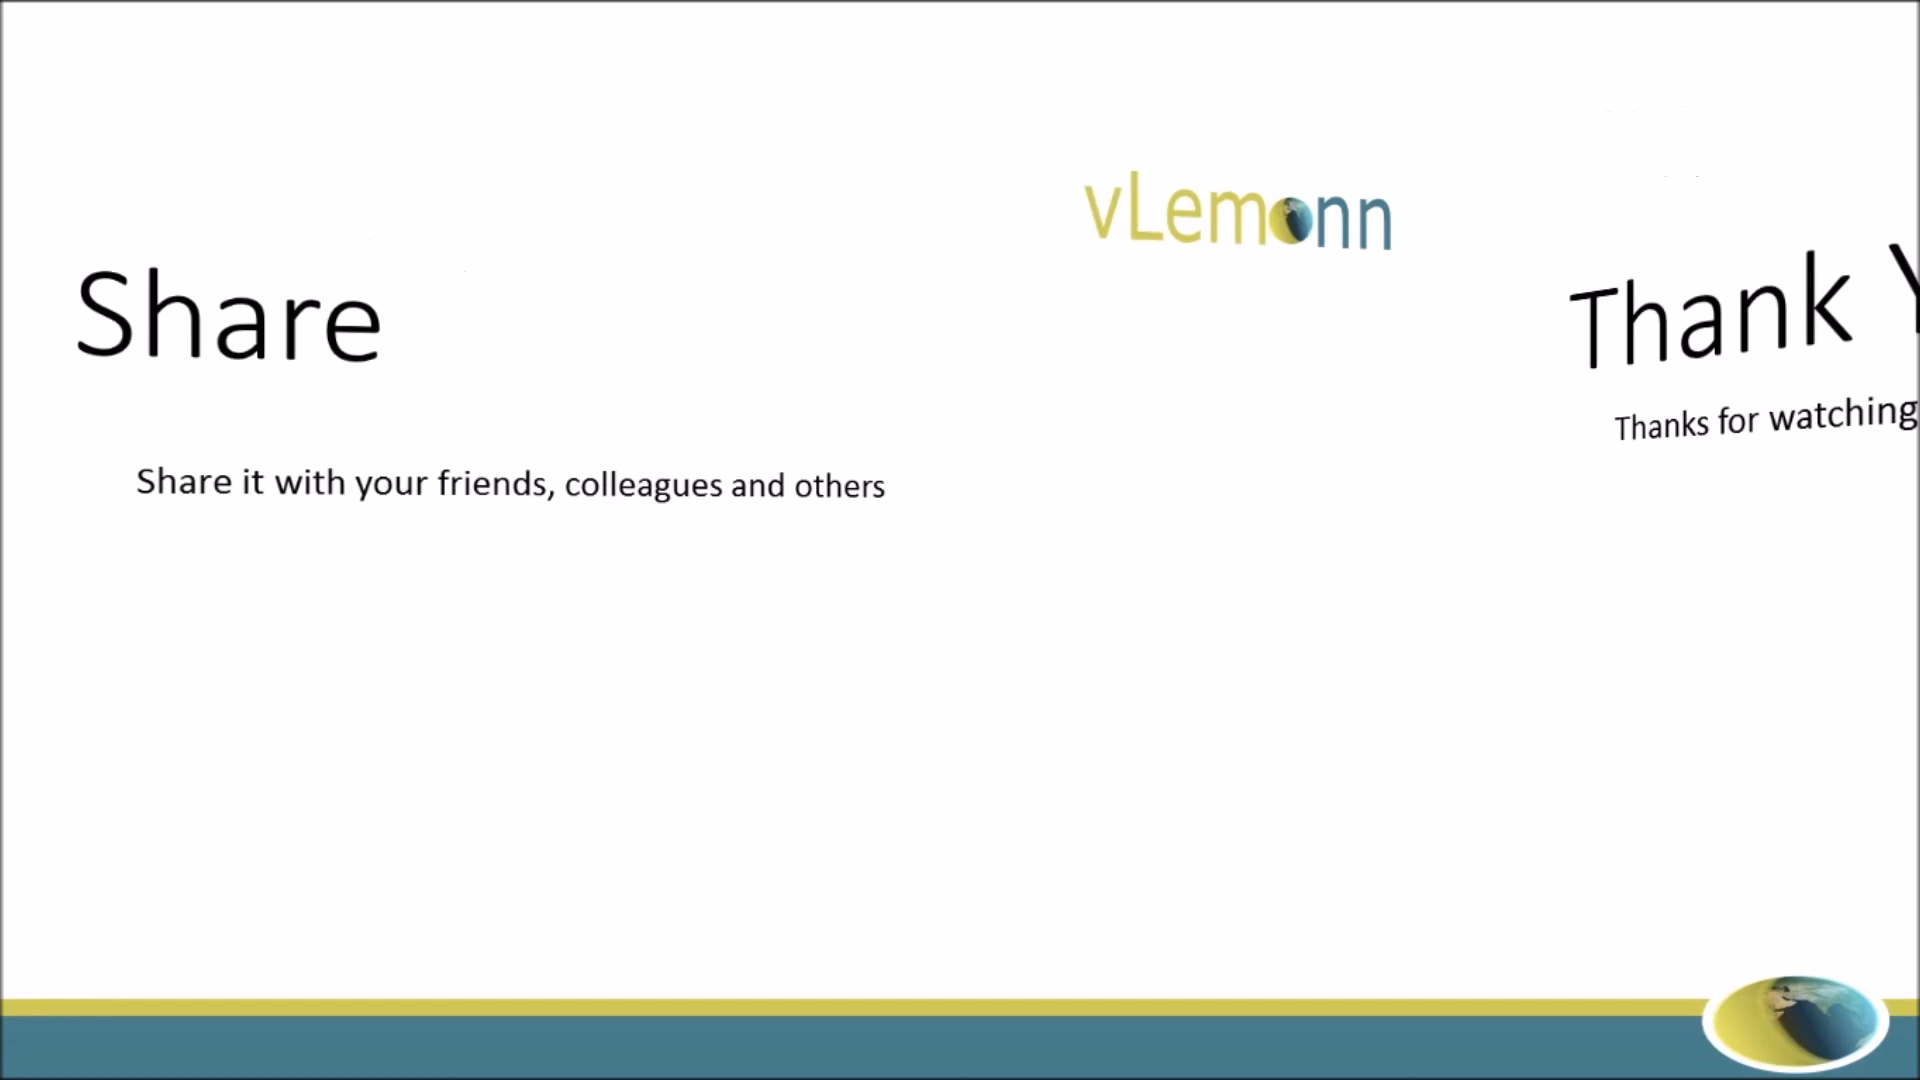 vLemonn
Share
Share it with your friends, colleagues and others
Thank Y
Thanks for watching